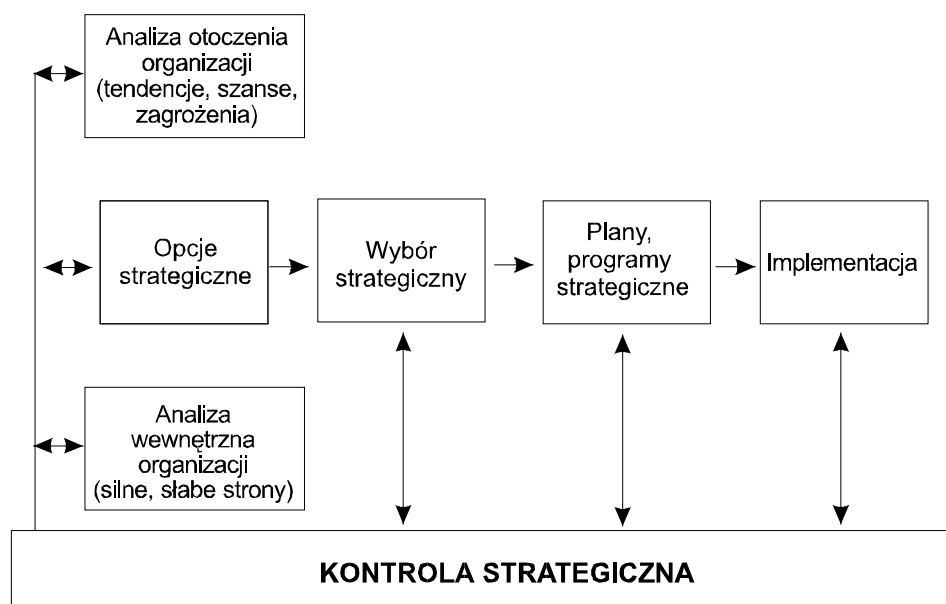 Analiza otoczenia
organizacji
(tendencje, szanse,
zagrożenia)
Opcje
strategiczne
Wybór
strategiczny
Plany,
programy
strategiczne
Implementacja
Analiza
wewnętrzna
organizacji
(silne, słabe strony)
KONTROLA STRATEGICZNA